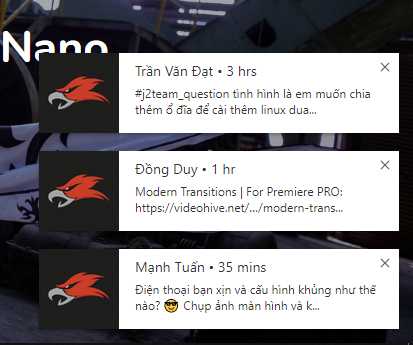 Nano
Trần Văn Đạt • 3 hrs
#j2team_question tình hình là em muốn chia
thêm ổ đĩa để cài thêm linux dua...
Đồng Duy • 1 hr
Modern Transitions | For Premiere PRO:
https://videohive.net/.../modern-trans...
Mạnh Tuấn • 35 mins
Điện thoại bạn xịn và cấu hình khủng như thế
nào? 😎 Chụp ảnh màn hình và k...